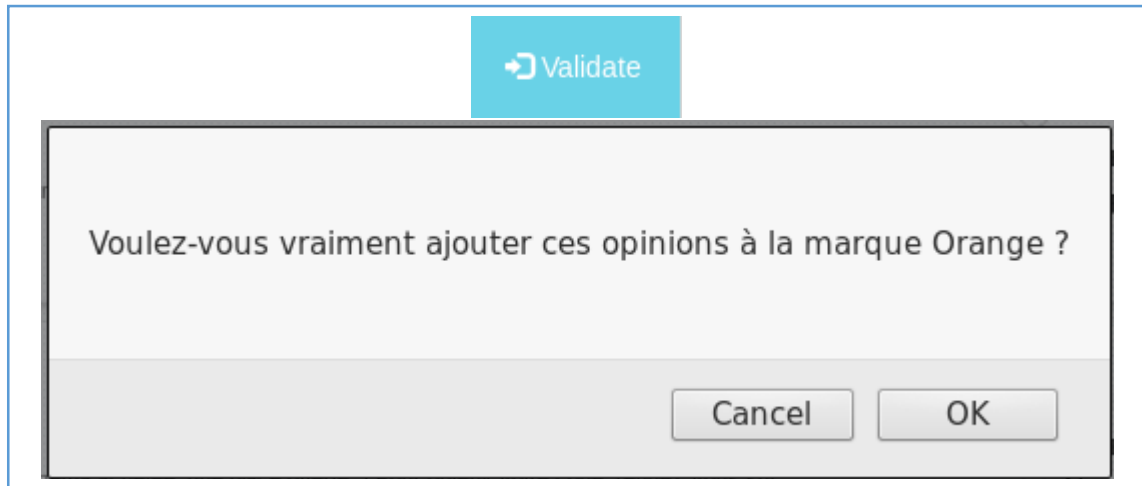 Validate
Voulez-vous vraiment ajouter ces opinions à la marque Orange ?
Cancel OK